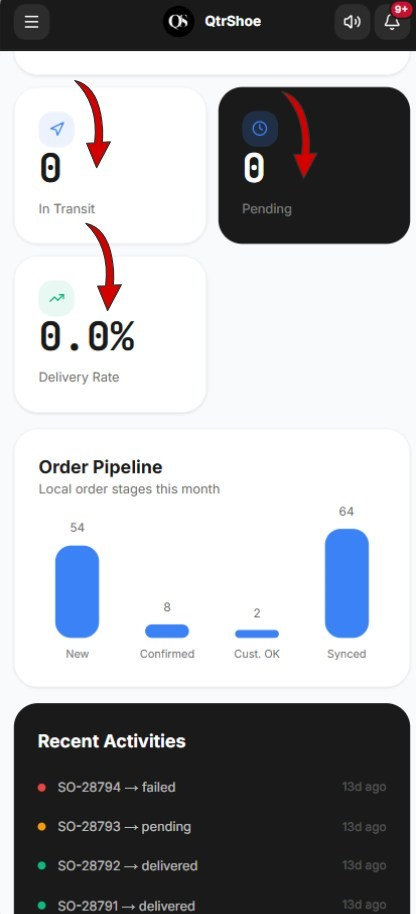 QS
QtrShoe
9+
0
In Transit
0
Pending
0.0%
Delivery Rate
Order Pipeline
Local order stages this month
54
8
2
64
New
Confirmed
Cust. OK
Synced
Recent Activities
SO-28794 → failed 13d ago
SO-28793 → pending 13d ago
SO-28792 → delivered 13d ago
SO-28791 → delivered 13d ago